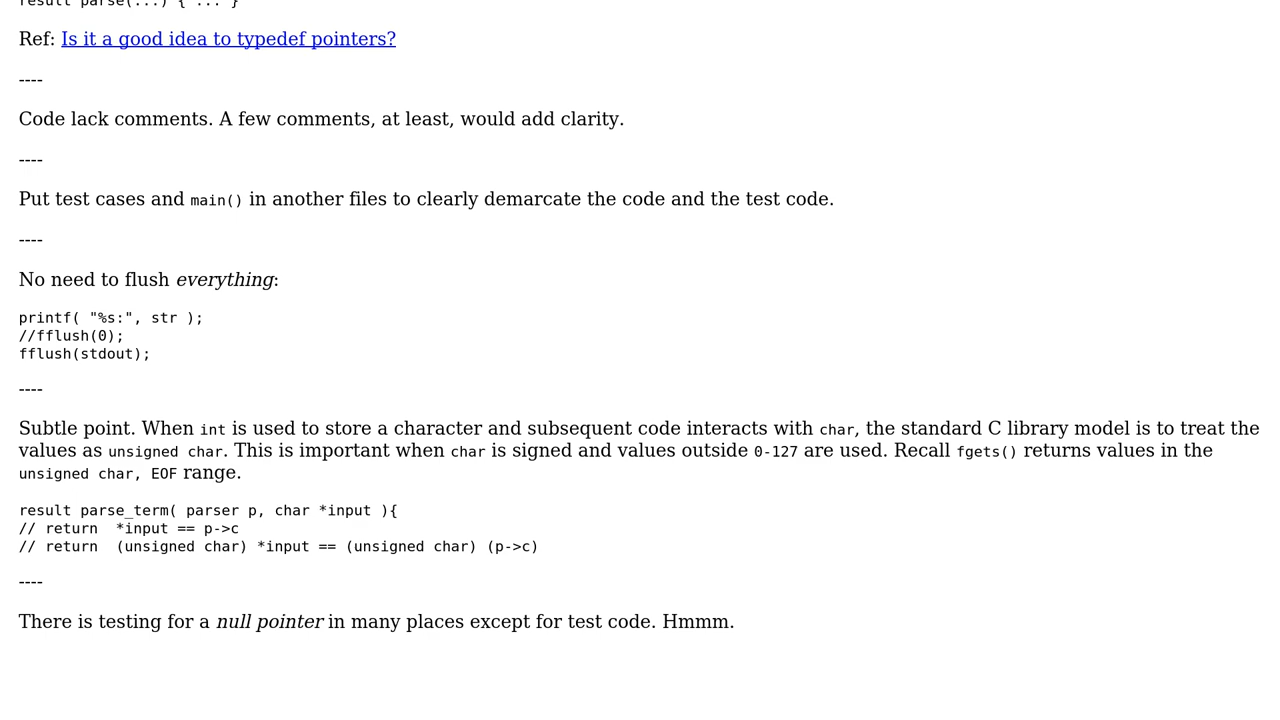 result parse(...) { ... }
Ref: Is it a good idea to typedef pointers?
----
Code lack comments. A few comments, at least, would add clarity.
----
Put test cases and main() in another files to clearly demarcate the code and the test code.
----
No need to flush everything:
printf( "%s:", str );
//fflush(0);
fflush(stdout);
----
Subtle point. When int is used to store a character and subsequent code interacts with char, the standard C library model is to treat the
values as unsigned char. This is important when char is signed and values outside 0-127 are used. Recall fgets() returns values in the
unsigned char, EOF range.
result parse_term( parser p, char *input ){
// return  *input == p->c
// return  (unsigned char) *input == (unsigned char) (p->c)
----
There is testing for a null pointer in many places except for test code. Hmmm.